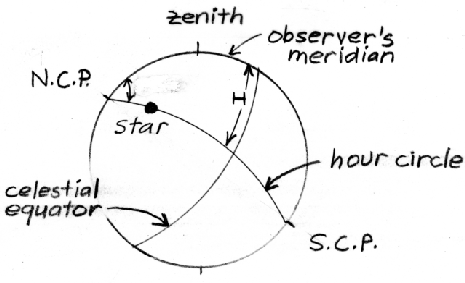 zenith
observer's
meridian
N.C.P.
star
H
hour circle
celestial
equator
S.C.P.